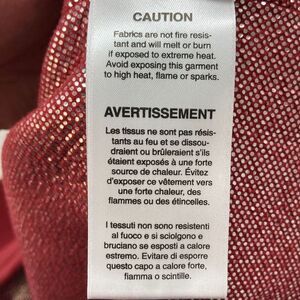 CAUTION
Fabrics are not fire resis-
tant and will melt or burn
if exposed to extreme heat.
Avoid exposing this garment
to high heat, flame or sparks.
AVERTISSEMENT
Les tissus ne sont pas résis-
tants au feu et se dissou-
draient ou brûleraient s'ils
étaient exposés à une forte
source de chaleur. Évitez
d'exposer ce vêtement vers
une forte chaleur, des
flammes ou des étincelles.
I tessuti non sono resistenti
al fuoco e si sciolgono e
bruciano se esposti a calore
estremo. Evitare di esporre
questo capo a calore forte,
fiamma o scintille.